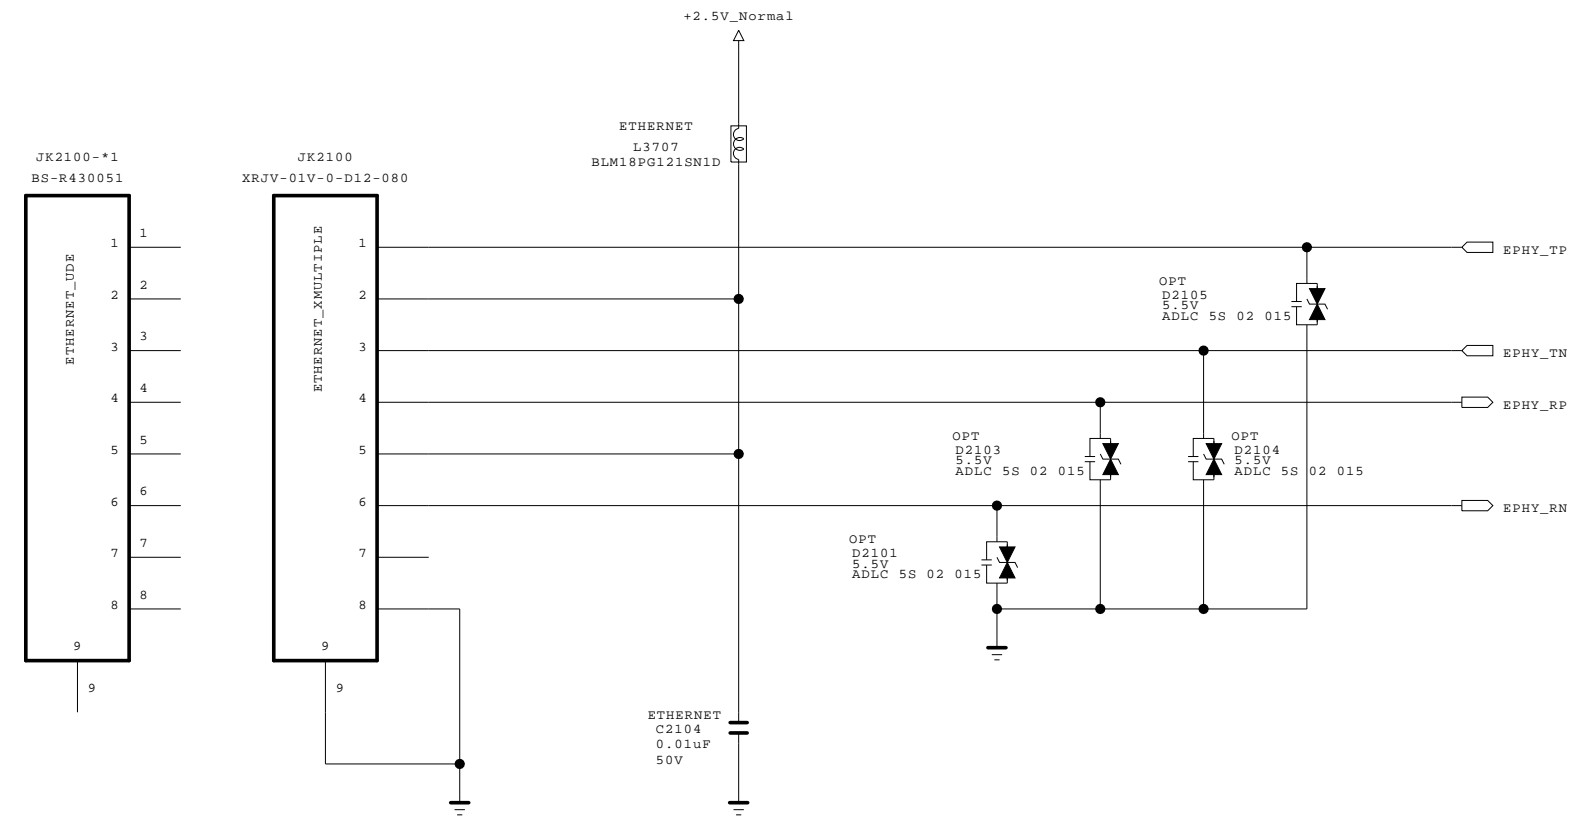 +2.5V_Normal
ETHERNET
L3707
BLM18PG121SN1D
JK2100-*1
BS-R430051
ETHERNET_UDE
1
1
2
2
3
3
4
4
5
5
6
6
7
7
8
8
9
9
JK2100
XRJV-01V-0-D12-080
ETHERNET_XMULTIPLE
1
2
3
4
5
6
7
8
9
9
EPHY_TP
OPT
D2105
5.5V
ADLC 5S 02 015
EPHY_TN
EPHY_RP
OPT
D2103
5.5V
ADLC 5S 02 015
OPT
D2104
5.5V
ADLC 5S 02 015
EPHY_RN
OPT
D2101
5.5V
ADLC 5S 02 015
ETHERNET
C2104
0.01uF
50V